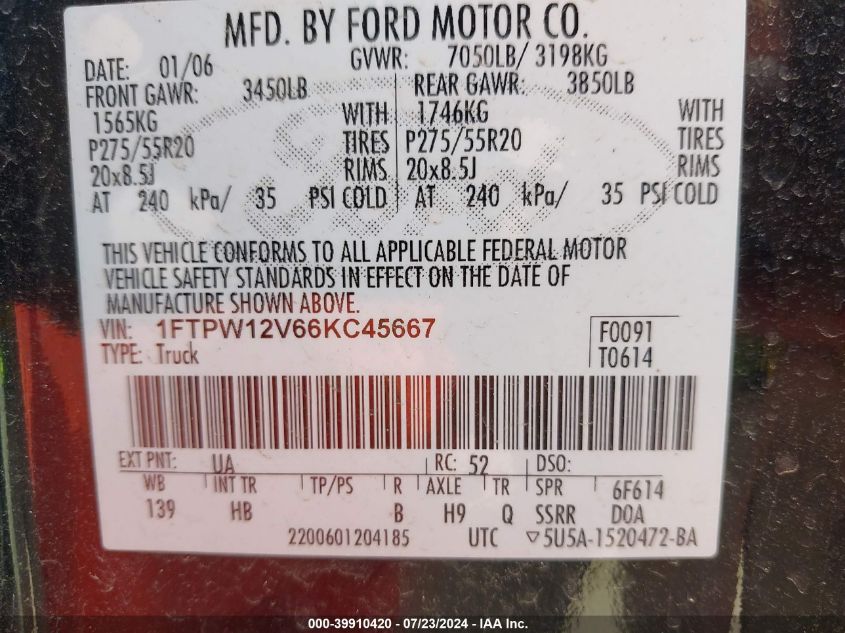 MFD. BY FORD MOTOR CO.
DATE: 01/06 GVWR: 7050LB/ 3198KG
FRONT GAWR: 3450LB REAR GAWR: 3850LB
1565KG WITH 1746KG WITH
P275/55R20 TIRES P275/55R20 TIRES
20x8.5J RIMS 20x8.5J RIMS
AT 240 kPa/ 35 PSI COLD AT 240 kPa/ 35 PSI COLD
THIS VEHICLE CONFORMS TO ALL APPLICABLE FEDERAL MOTOR
VEHICLE SAFETY STANDARDS IN EFFECT ON THE DATE OF
MANUFACTURE SHOWN ABOVE.
VIN: 1FTPW12V66KC45667 F0091
TYPE: Truck T0614
EXT PNT: UA RC: 52 DSO:
WB INT TR TP/PS R AXLE TR SPR 6F614
139 HB B H9 Q SSRR D0A
2200601204185 UTC ▽5U5A-1520472-BA
000-39910420 / 07/23/2024 / IAA Inc.